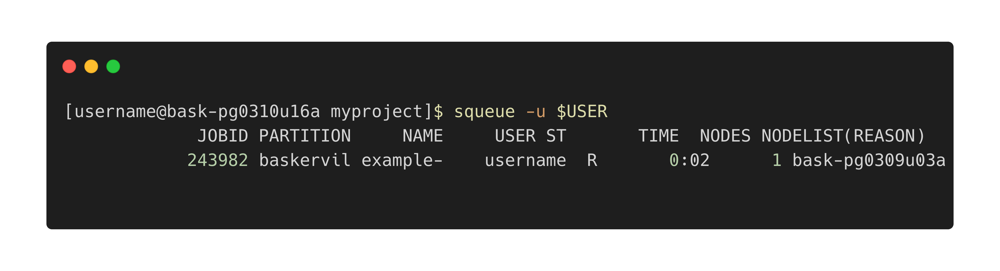 [username@bask-pg0310u16a myproject]$ squeue -u $USER
             JOBID PARTITION     NAME     USER ST       TIME  NODES NODELIST(REASON)
            243982 baskervil example-    username  R       0:02      1 bask-pg0309u03a